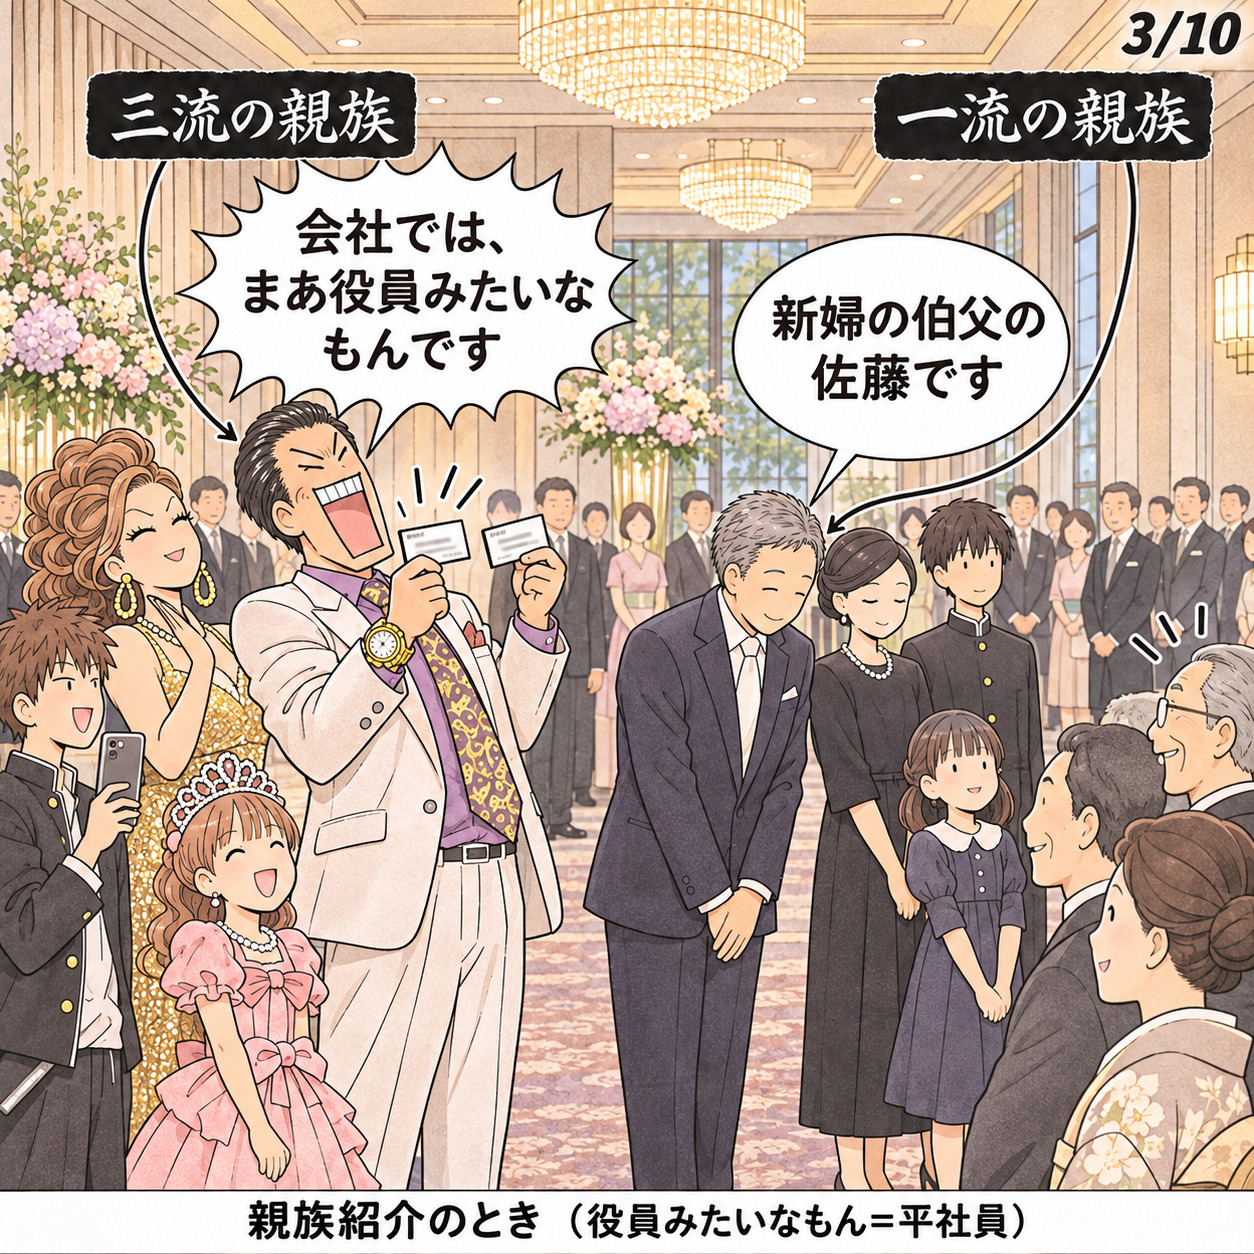 3/10
三流の親族
一流の親族
会社では、
まあ役員みたいな
もんです
新婦の伯父の
佐藤です
親族紹介のとき（役員みたいなもん＝平社員）